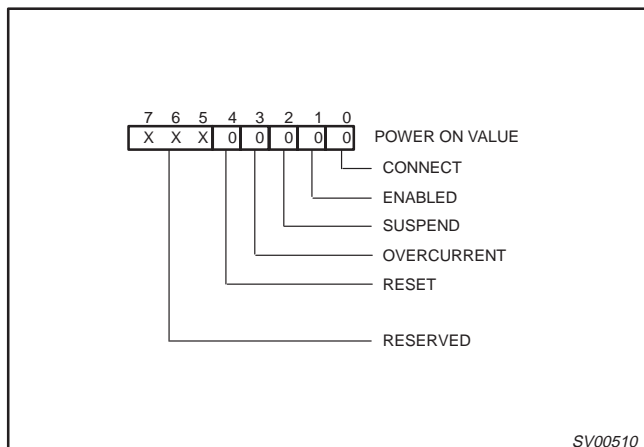 7 6 5 4 3 2 1 0
X X X 0 0 0 0 0 POWER ON VALUE
CONNECT
ENABLED
SUSPEND
OVERCURRENT
RESET
RESERVED
SV00510